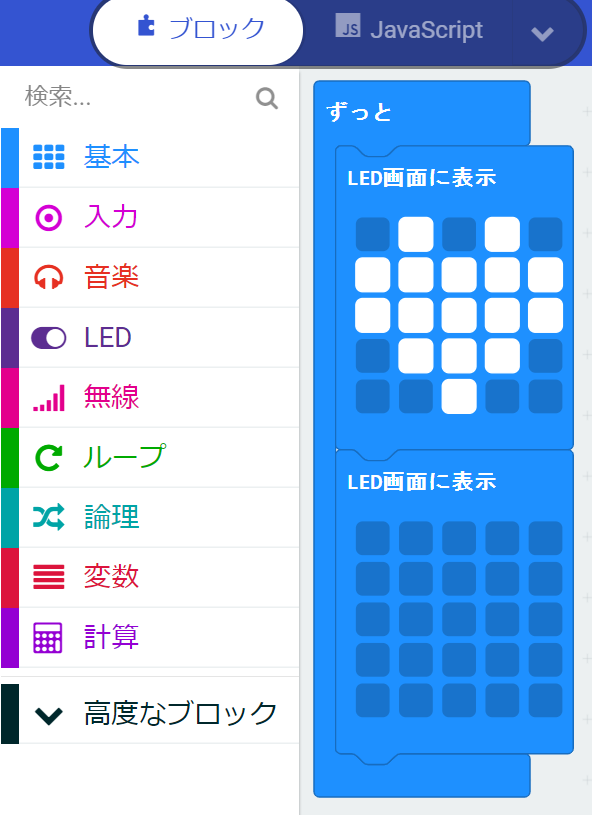 ブロック
JS JavaScript
検索...
基本
入力
音楽
LED
無線
ループ
論理
変数
計算
高度なブロック
ずっと
LED画面に表示
LED画面に表示